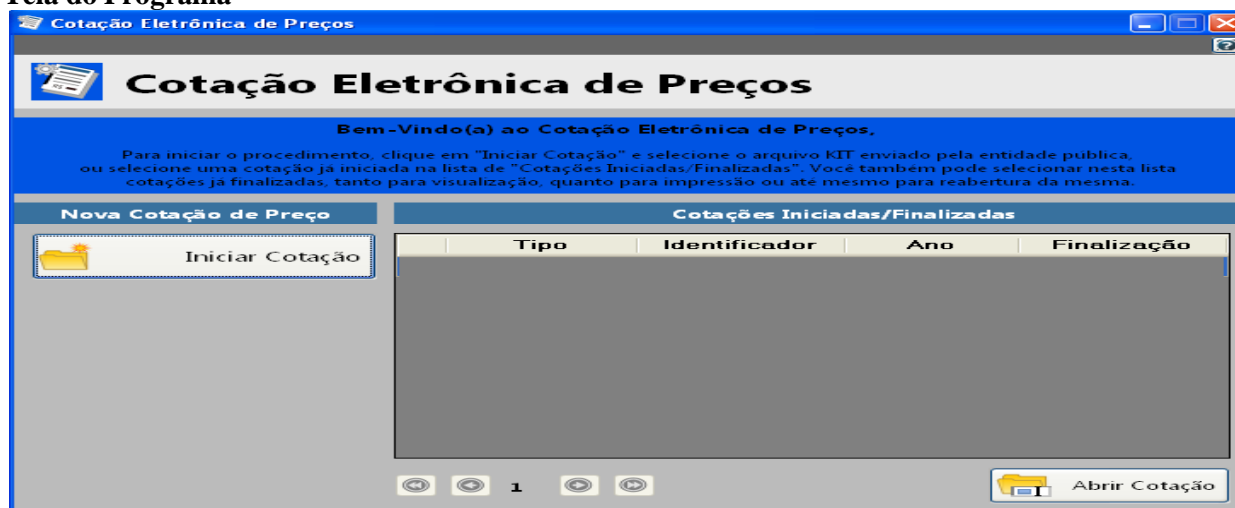 Tela do Programa
Cotação Eletrônica de Preços
Cotação Eletrônica de Preços
Bem-Vindo(a) ao Cotação Eletrônica de Preços,
Para iniciar o procedimento, clique em "Iniciar Cotação" e selecione o arquivo KIT enviado pela entidade pública,
ou selecione uma cotação já iniciada na lista de "Cotações Iniciadas/Finalizadas". Você também pode selecionar nesta lista
cotações já finalizadas, tanto para visualização, quanto para impressão ou até mesmo para reabertura da mesma.
Nova Cotação de Preço
Cotações Iniciadas/Finalizadas
Iniciar Cotação
Tipo Identificador Ano Finalização
1
Abrir Cotação